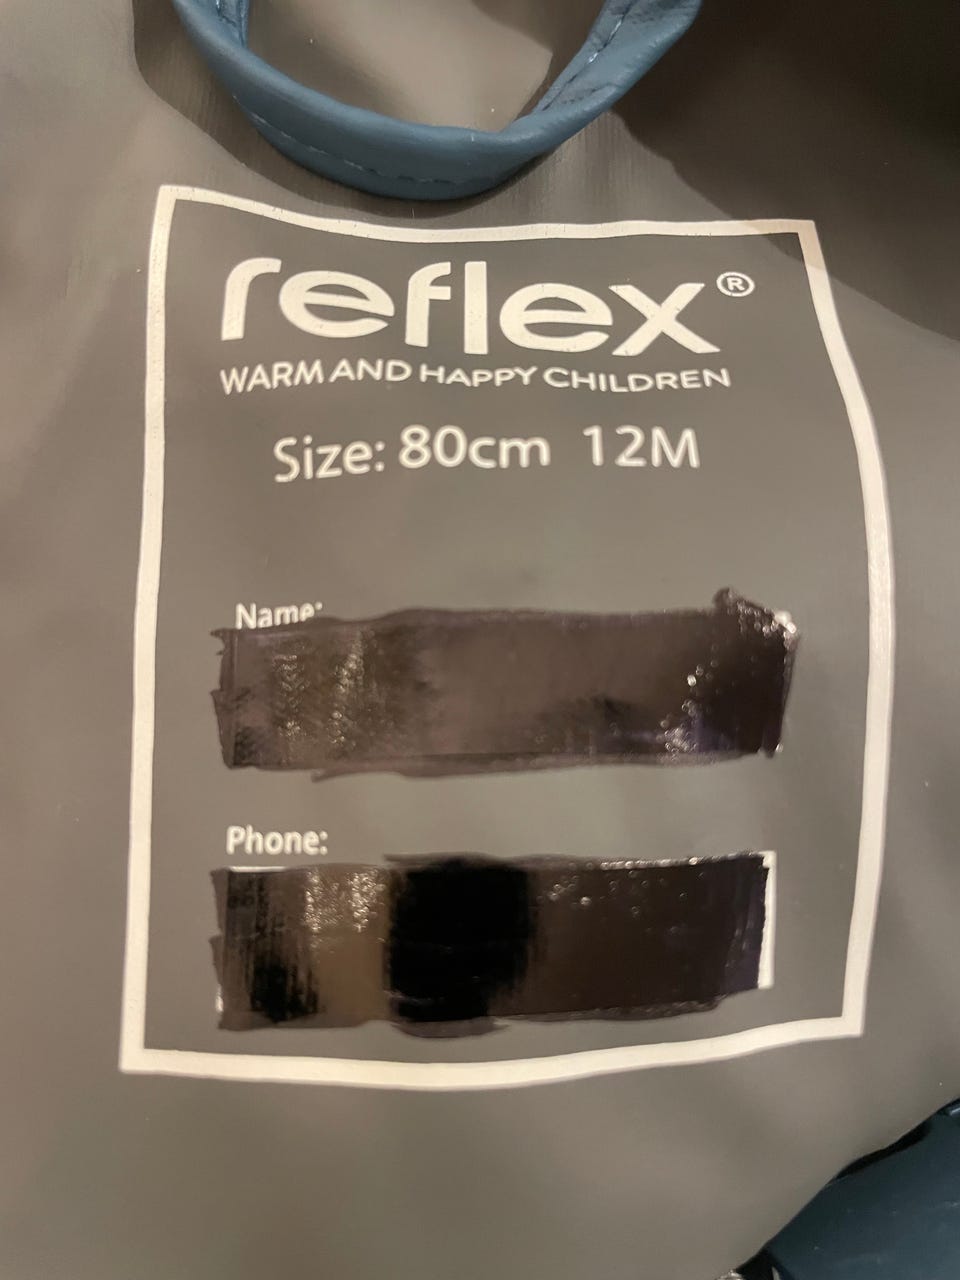 reflex®
WARM AND HAPPY CHILDREN
Size: 80cm 12M
Name:
Phone: